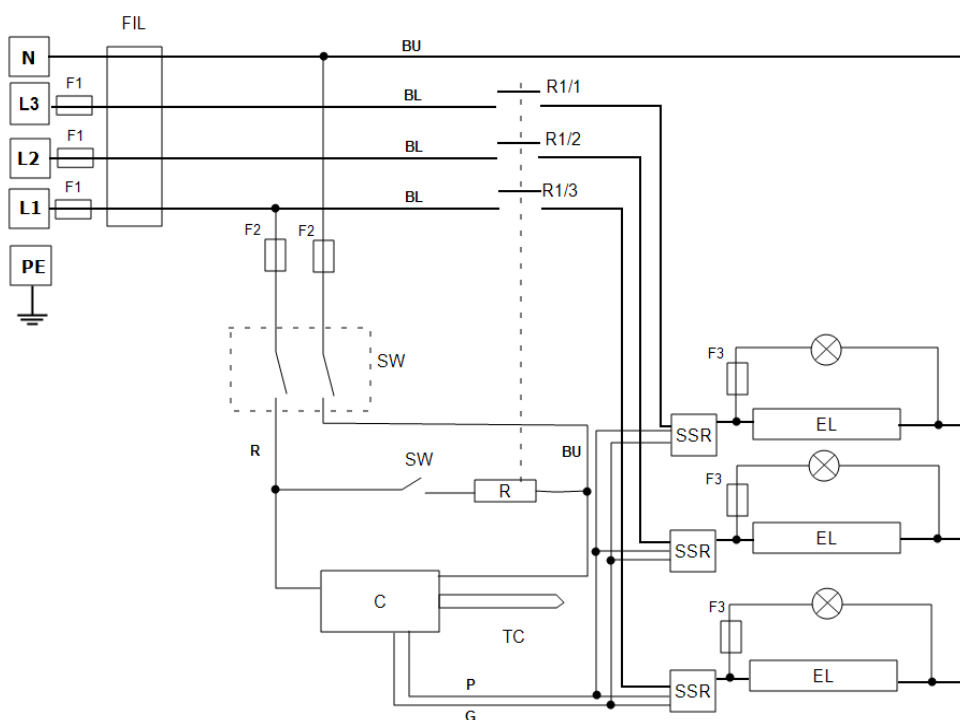 FIL
N
BU
F1
L3
BL
R1/1
F1
L2
BL
R1/2
F1
L1
BL
R1/3
F2
F2
PE
SW
F3
EL
SSR
R
BU
SW
R
F3
EL
SSR
C
TC
F3
EL
SSR
P
G